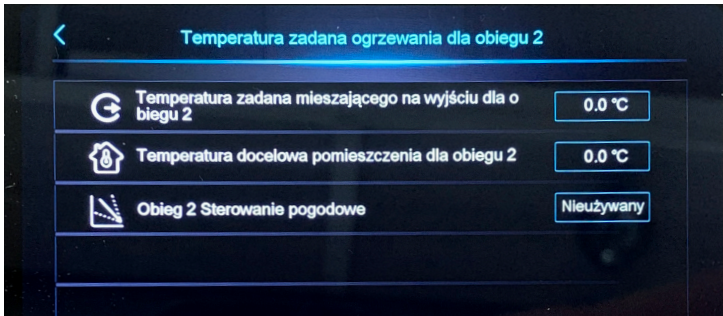 Temperatura zadana ogrzewania dla obiegu 2
Temperatura zadana mieszającego na wyjściu dla o
biegu 2
0.0 ℃
Temperatura docelowa pomieszczenia dla obiegu 2
0.0 ℃
Obieg 2 Sterowanie pogodowe
Nieużywany